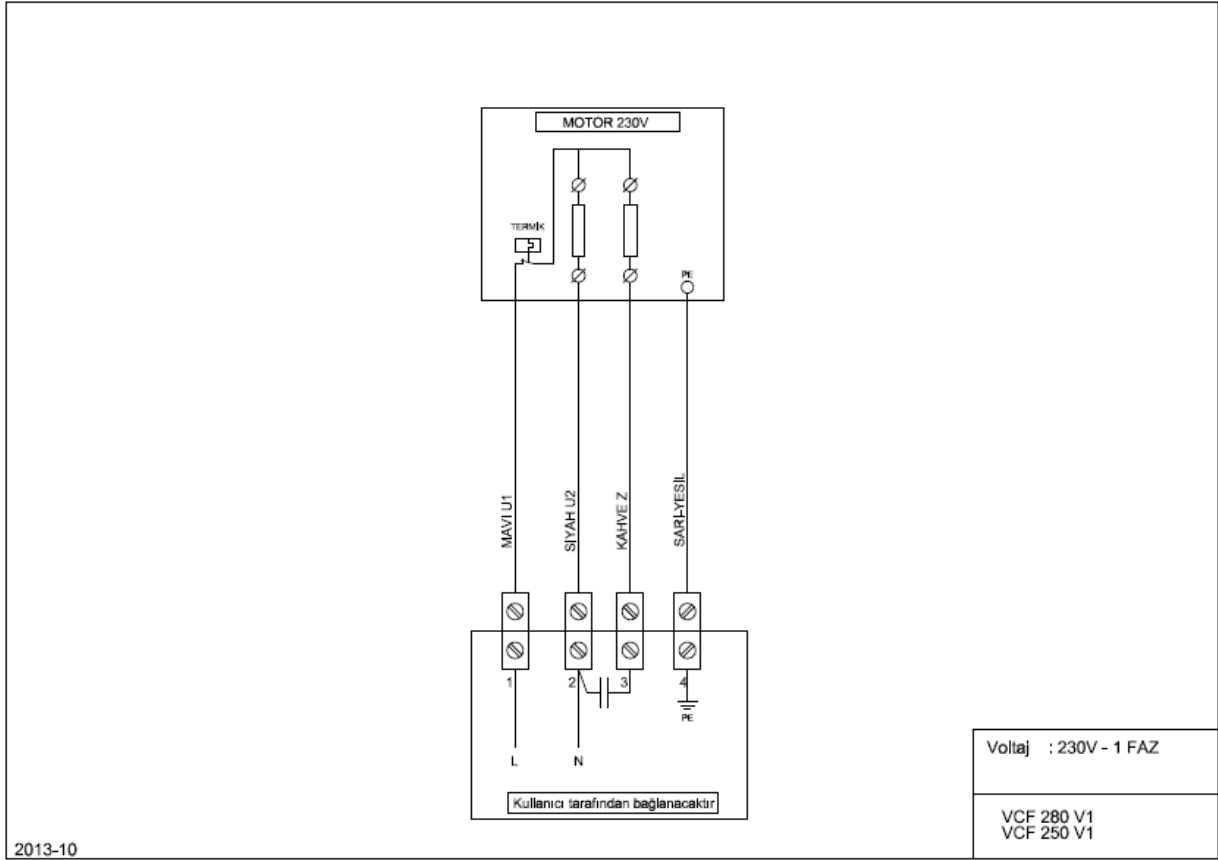 MOTOR 230V
TERMİK
PE
MAVI U1
SIYAH U2
KAHVE Z
SARI-YESIL
1
2
3
4
PE
L
N
Kullanıcı tarafından bağlanacaktır
Voltaj : 230V - 1 FAZ
VCF 280 V1
VCF 250 V1
2013-10